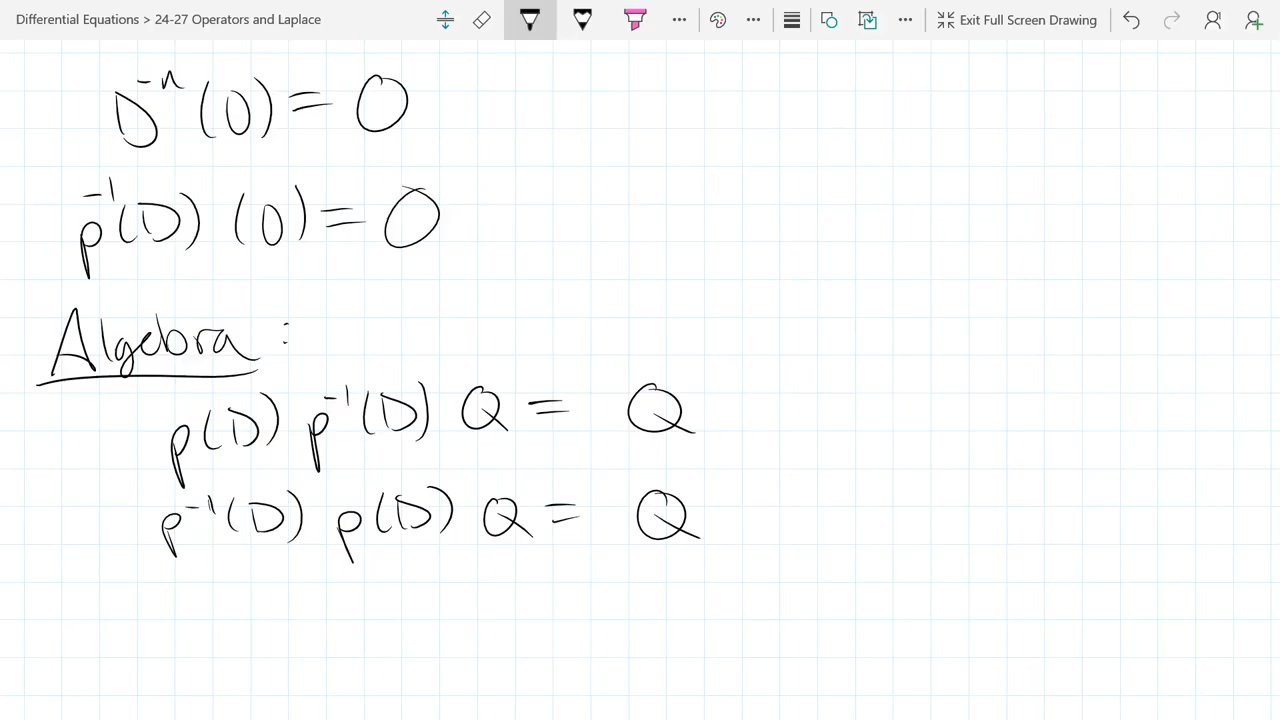 Differential Equations > 24-27 Operators and Laplace
Exit Full Screen Drawing
D⁻ⁿ (0) = 0
p⁻¹(D) (0) = 0
Algebra :
p(D) p⁻¹(D) Q = Q
p⁻¹(D) p(D) Q = Q